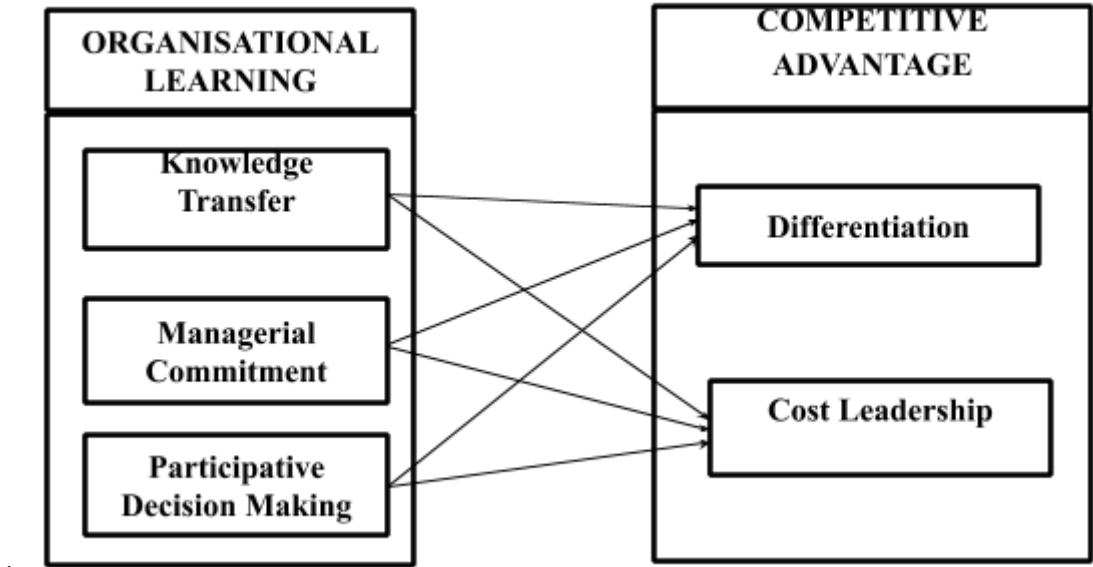 ORGANISATIONAL
LEARNING
Knowledge
Transfer
Managerial
Commitment
Participative
Decision Making
COMPETITIVE
ADVANTAGE
Differentiation
Cost Leadership